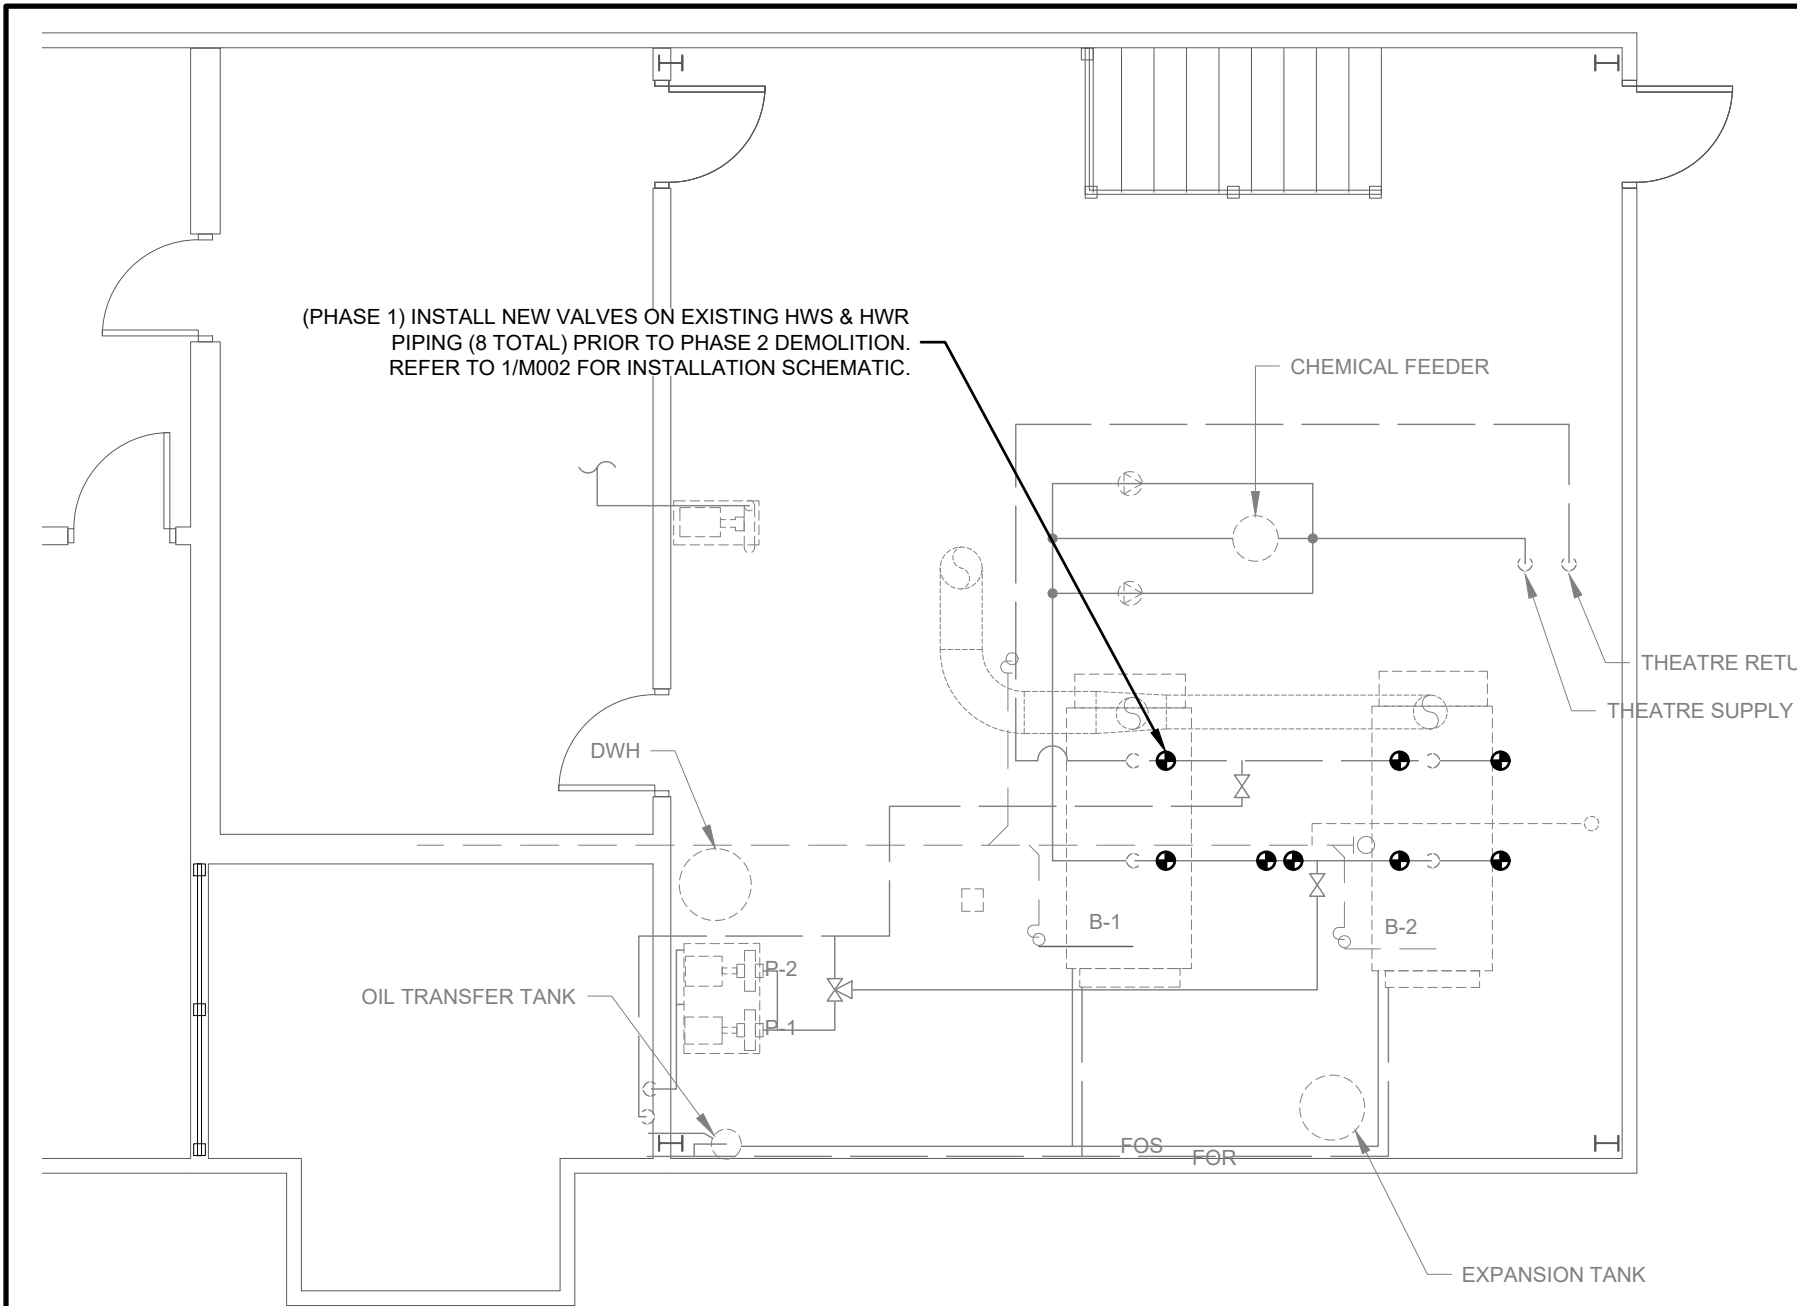 (PHASE 1) INSTALL NEW VALVES ON EXISTING HWS & HWR
PIPING (8 TOTAL) PRIOR TO PHASE 2 DEMOLITION.
REFER TO 1/M002 FOR INSTALLATION SCHEMATIC.
CHEMICAL FEEDER
THEATRE RETU
THEATRE SUPPLY
DWH
B-1
B-2
P-2
OIL TRANSFER TANK
P-1
FOS
FOR
EXPANSION TANK